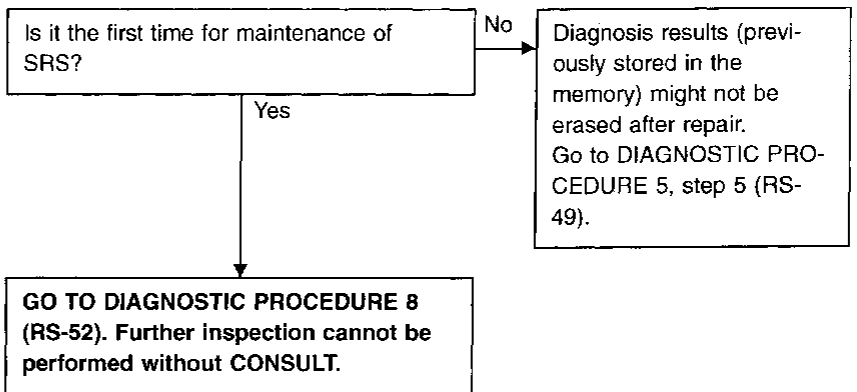 Is it the first time for maintenance of
SRS?
No
Diagnosis results (previ-
ously stored in the
memory) might not be
erased after repair.
Go to DIAGNOSTIC PRO-
CEDURE 5, step 5 (RS-
49).
Yes
GO TO DIAGNOSTIC PROCEDURE 8
(RS-52). Further inspection cannot be
performed without CONSULT.